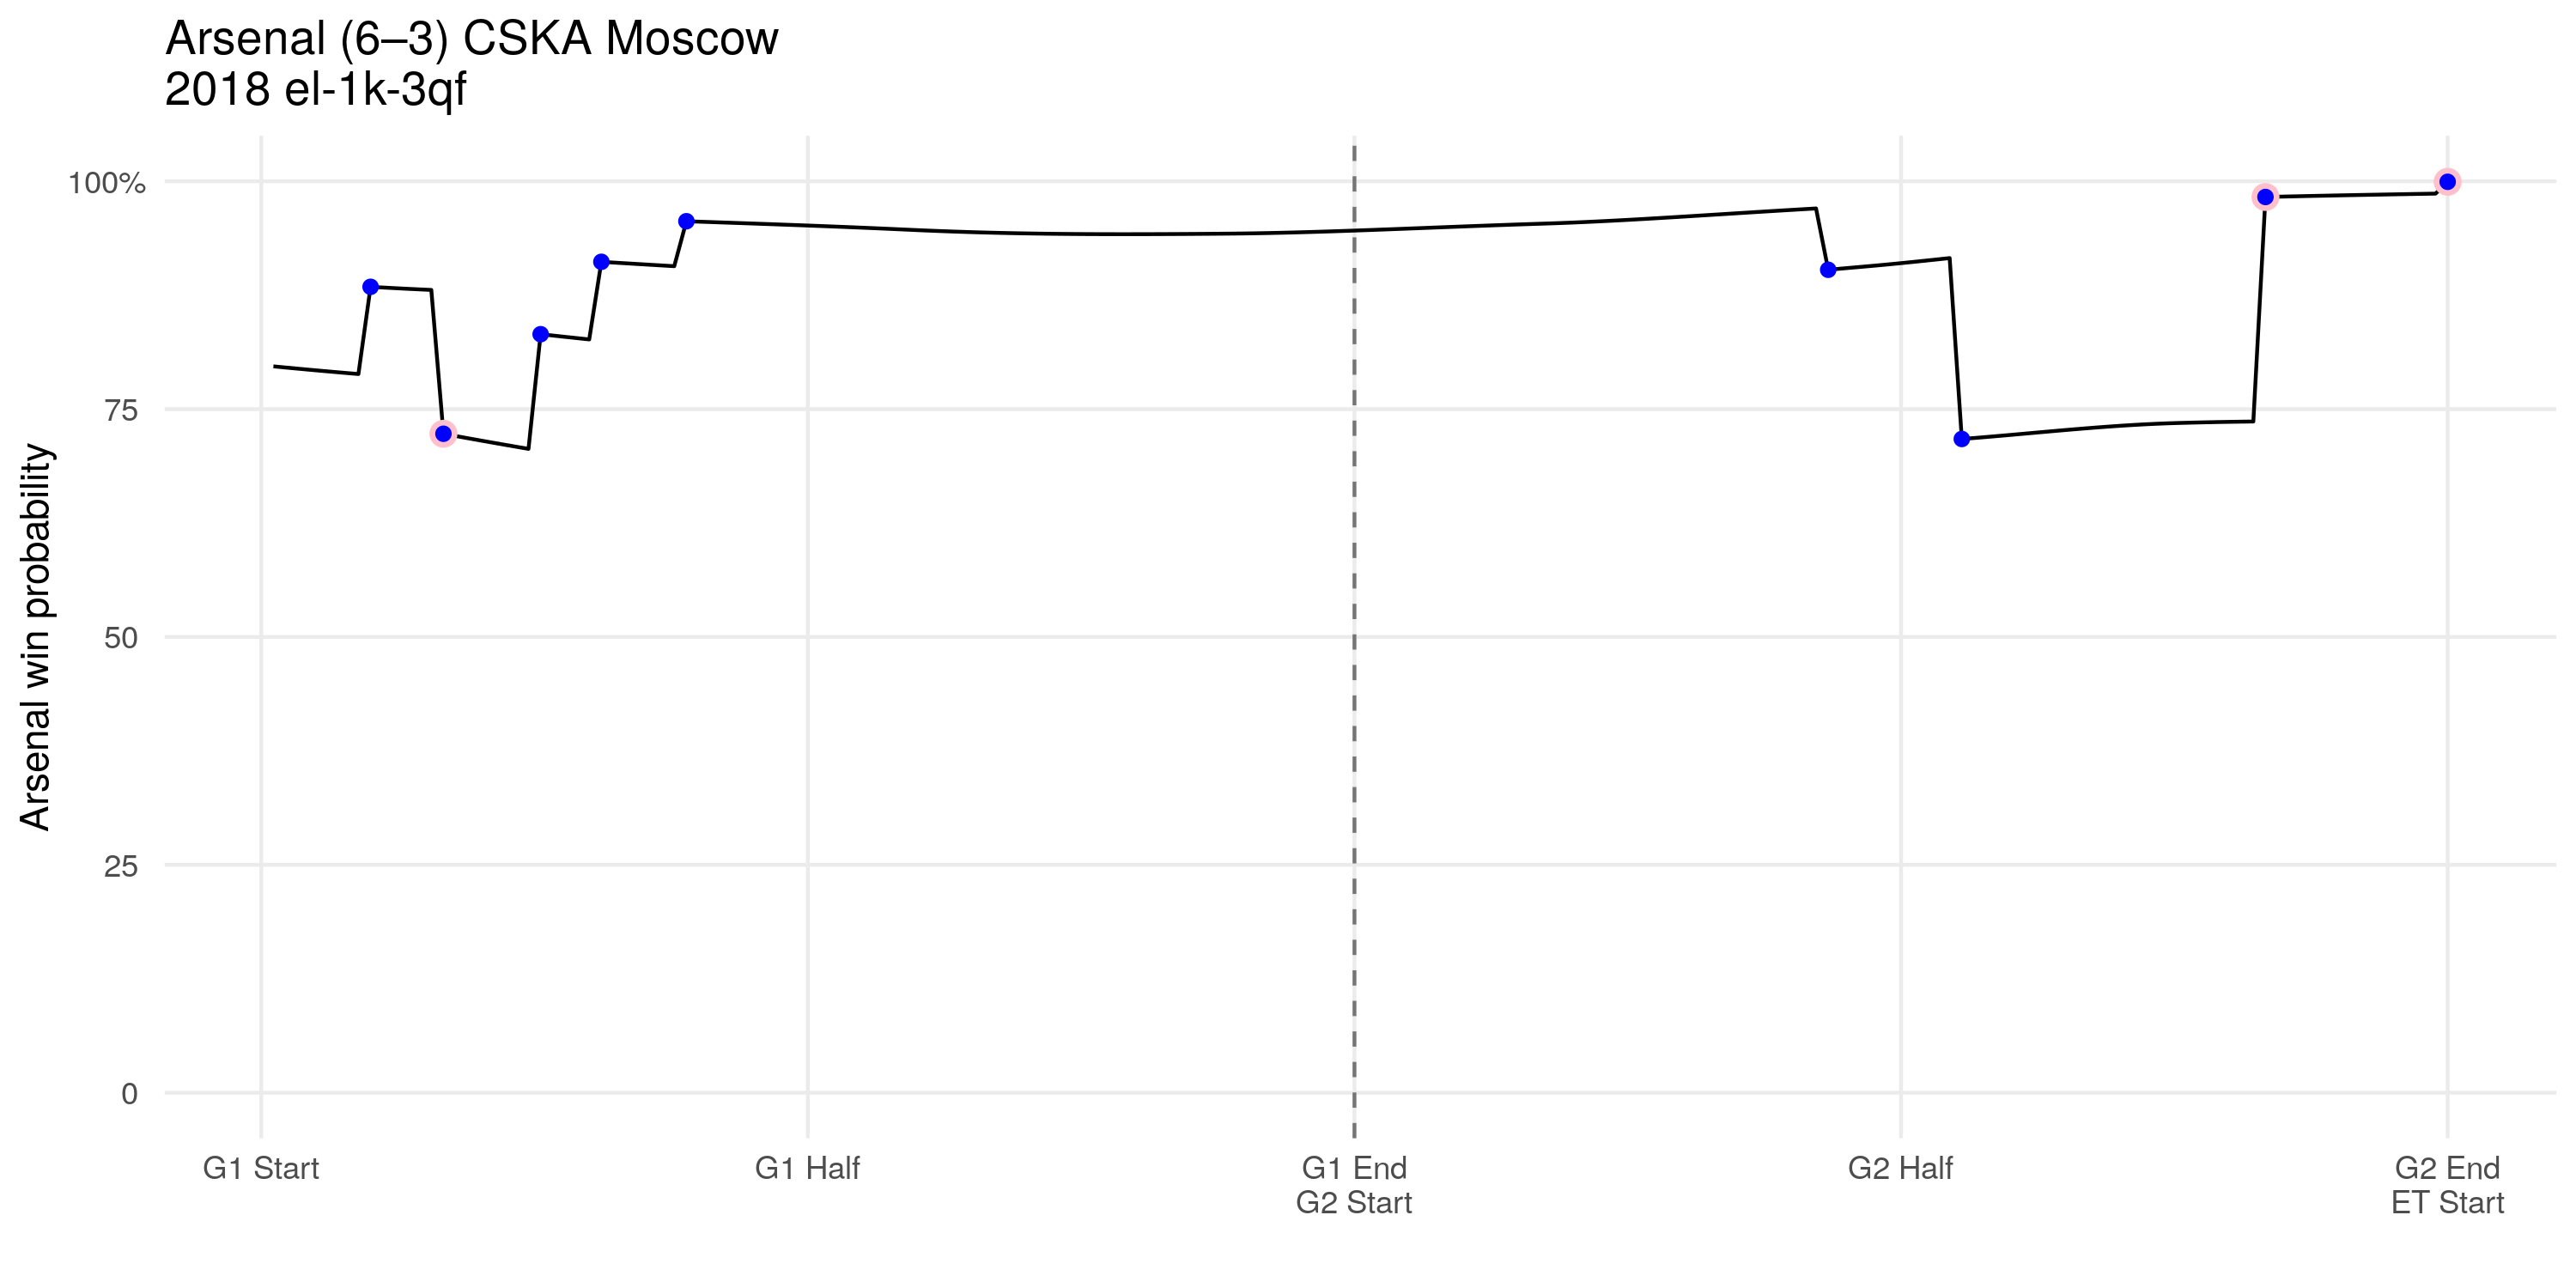 Arsenal (6–3) CSKA Moscow
2018 el-1k-3qf
Arsenal win probability
100%
75
50
25
0
G1 Start
G1 Half
G1 End
G2 Start
G2 Half
G2 End
ET Start